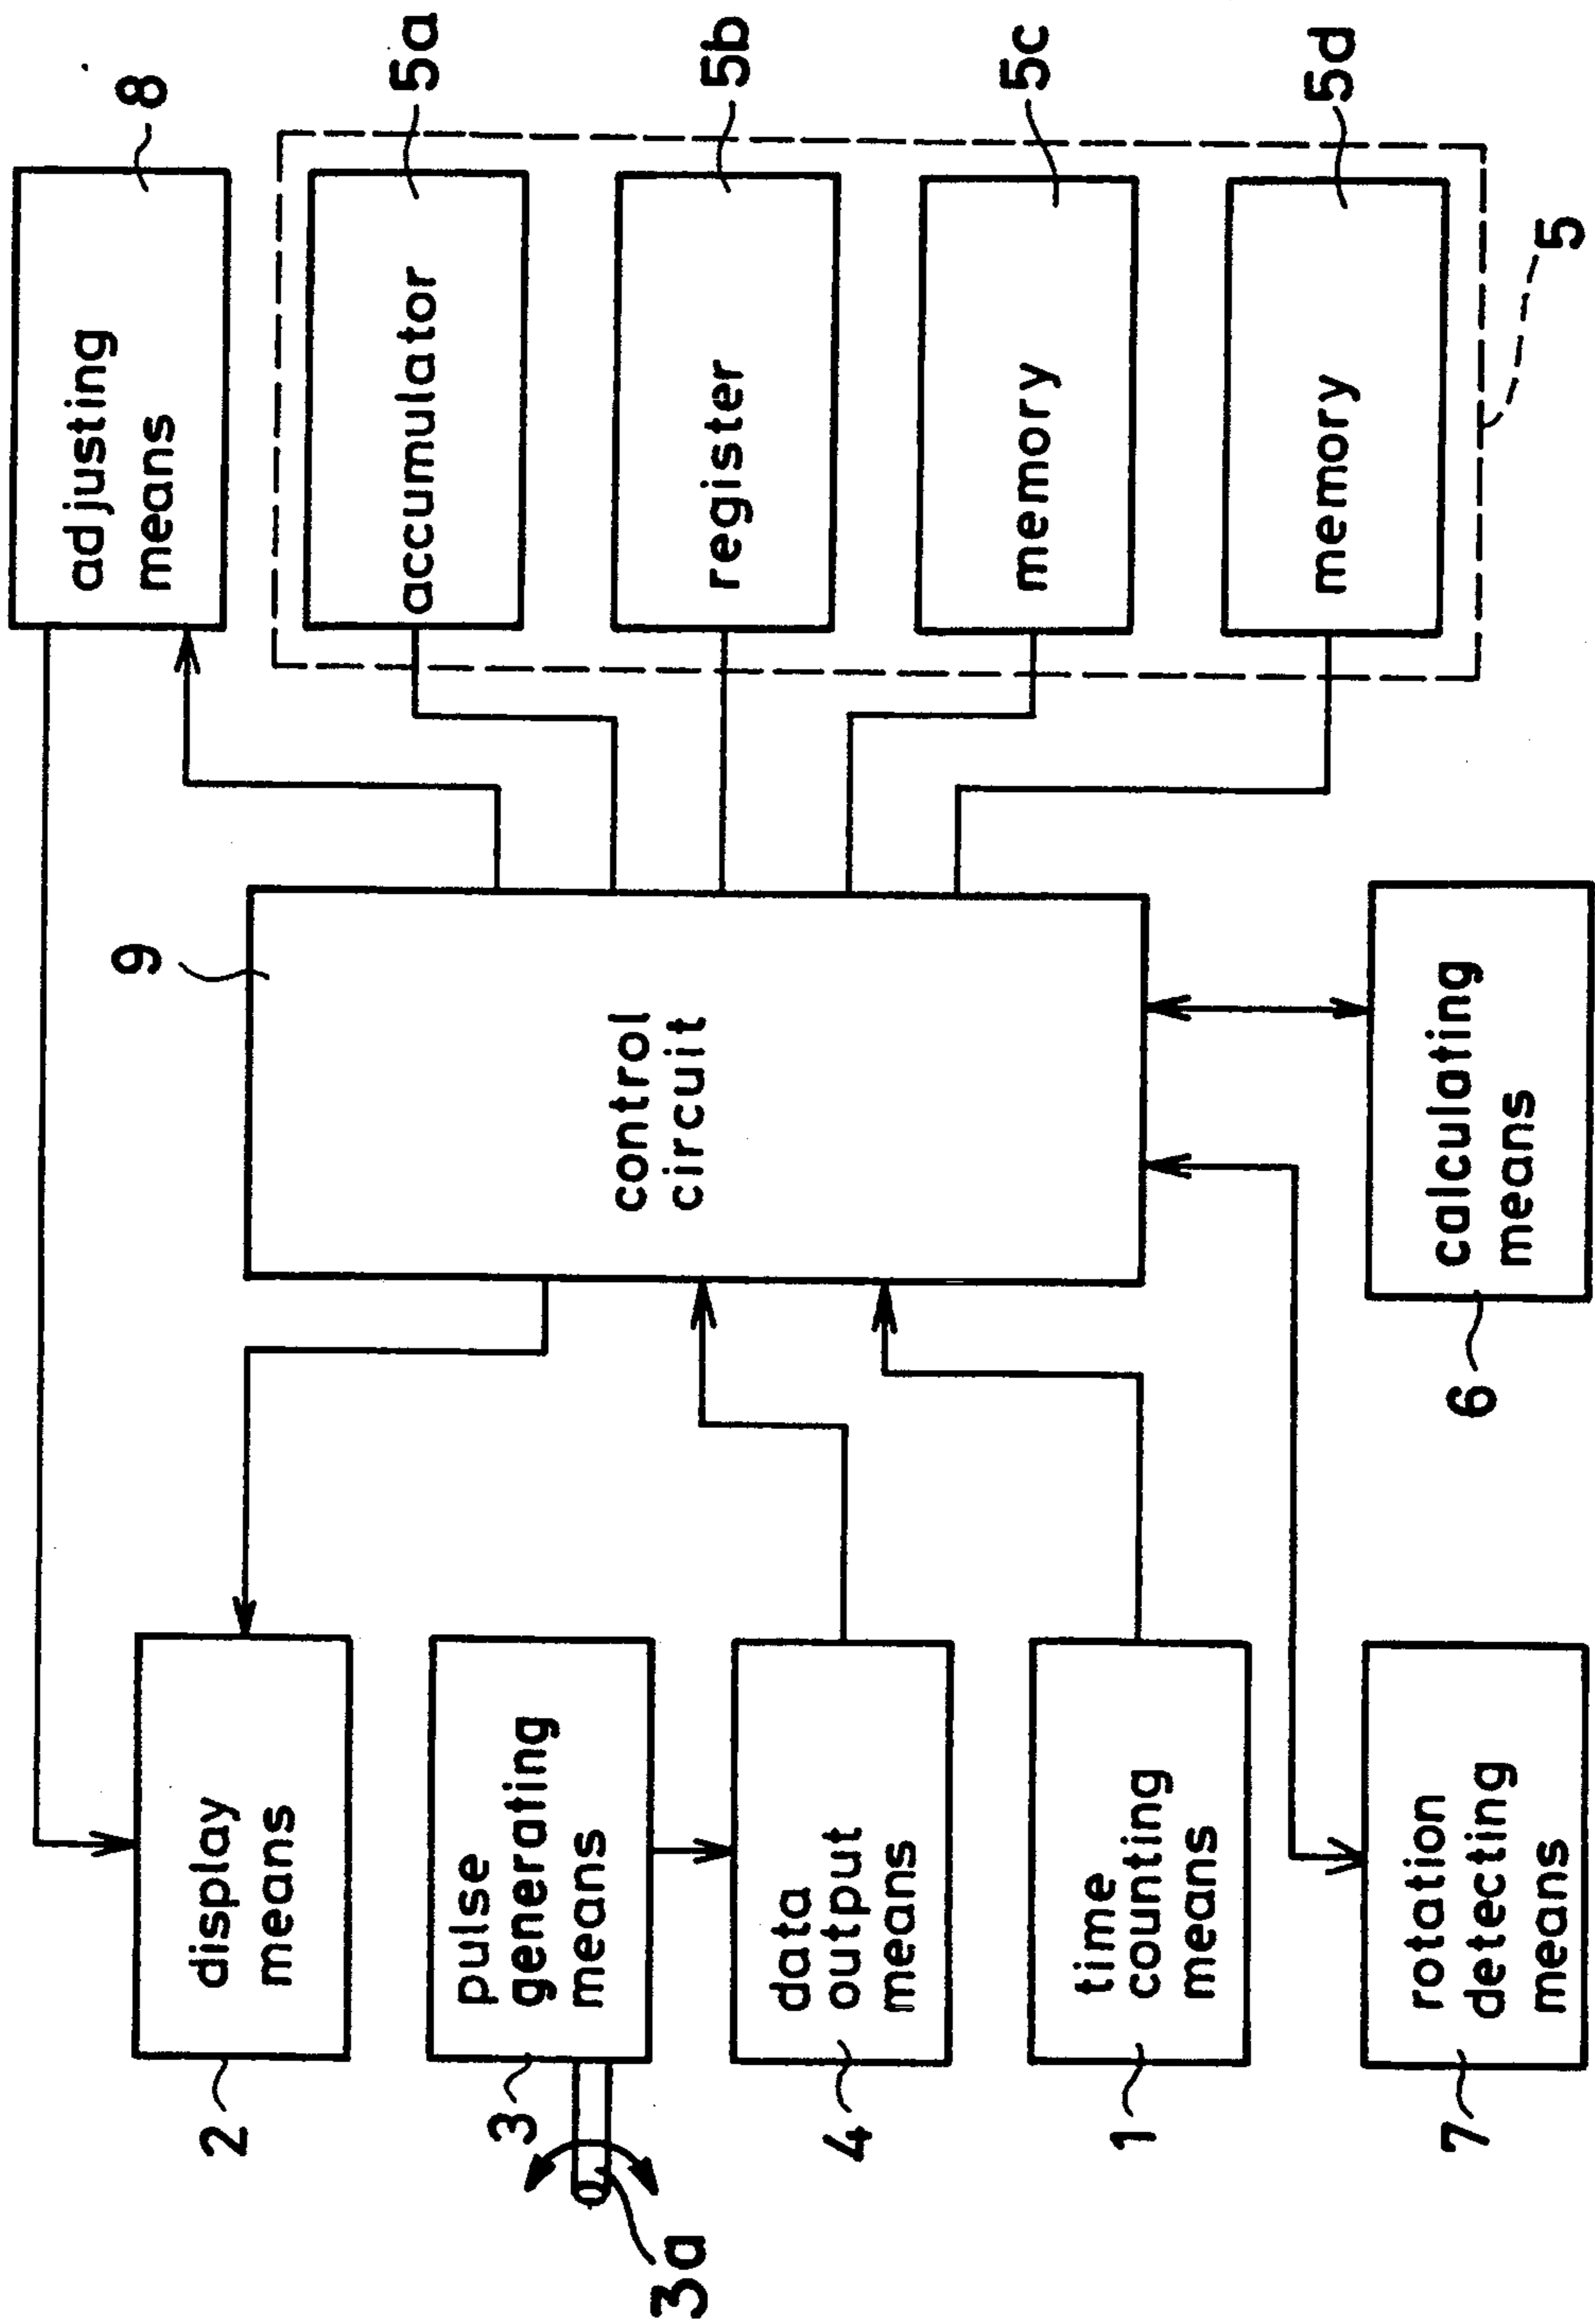 2
display
means
3
pulse
generating
means
3a
4
data
output
means
1
time
counting
means
7
rotation
detecting
means
9
control
circuit
6
calculating
means
8
adjusting
means
5a
accumulator
5b
register
5c
memory
5d
memory
5